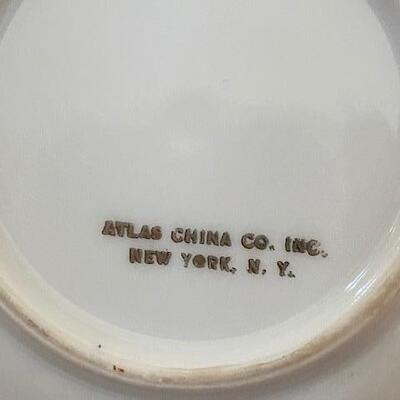 ATLAS CHINA CO. INC.
NEW YORK, N. Y.